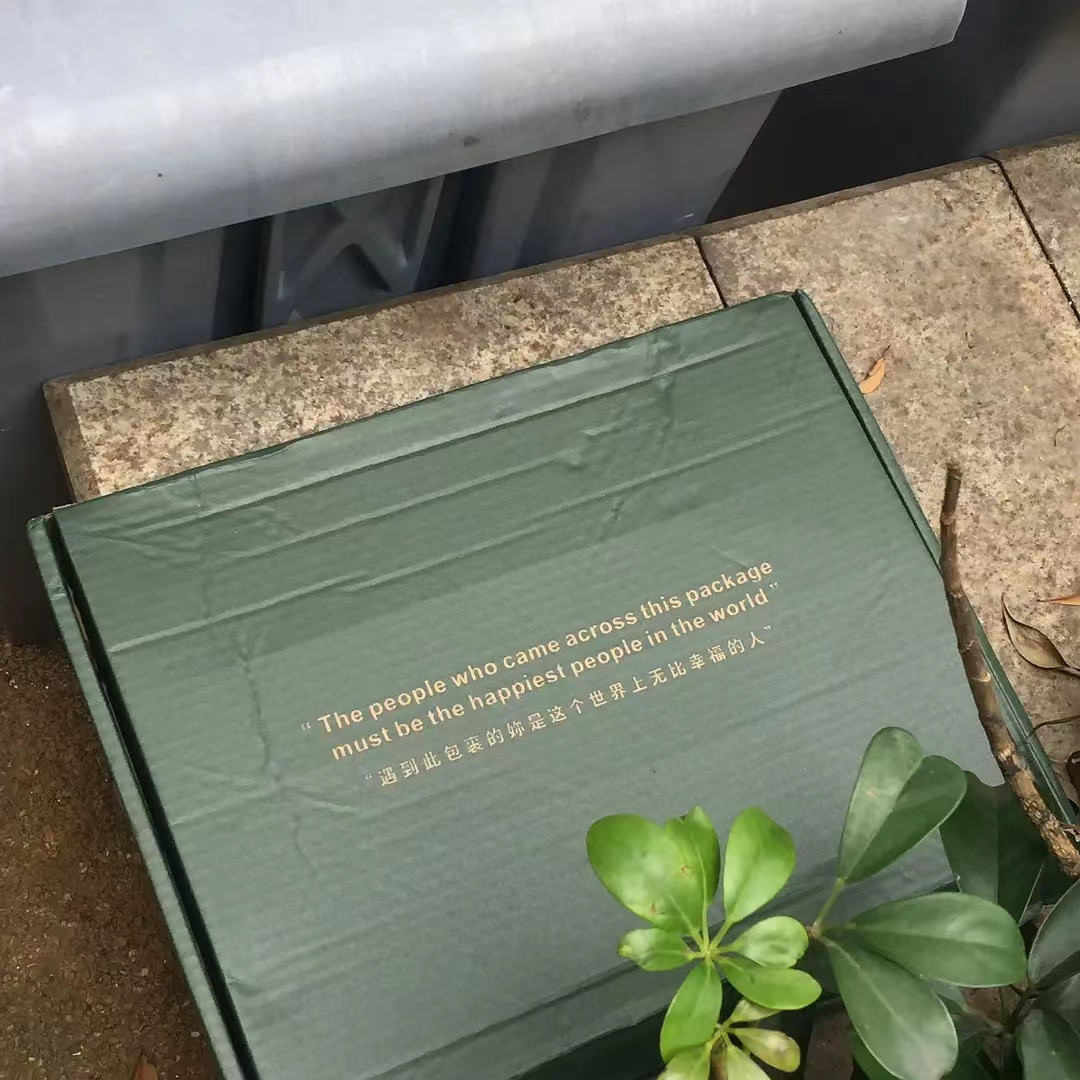 “The people who came across this package
must be the happiest people in the world”
“遇到此包裹的妳是这个世界上无比幸福的人”